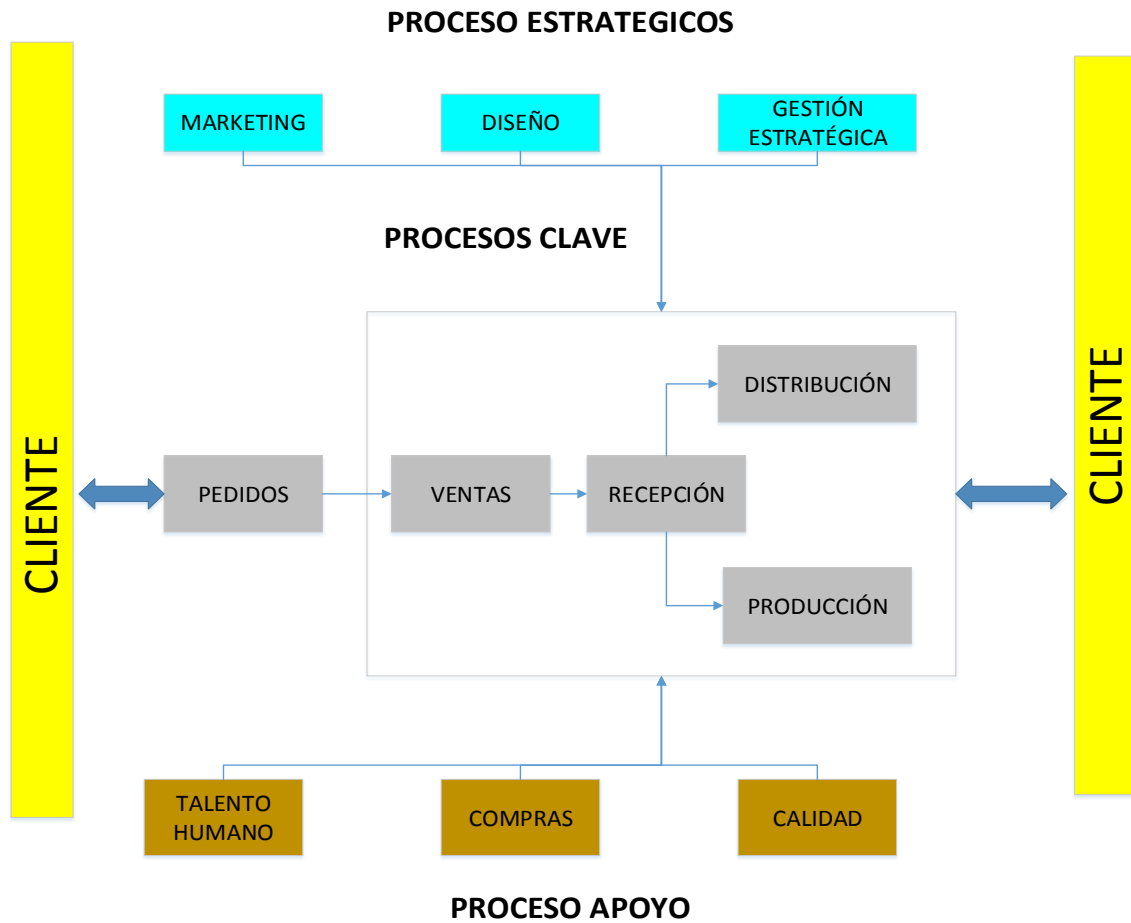 PROCESO ESTRATEGICOS
MARKETING
DISEÑO
GESTIÓN
ESTRATÉGICA
PROCESOS CLAVE
DISTRIBUCIÓN
CLIENTE
PEDIDOS
VENTAS
RECEPCIÓN
CLIENTE
PRODUCCIÓN
TALENTO
HUMANO
COMPRAS
CALIDAD
PROCESO APOYO